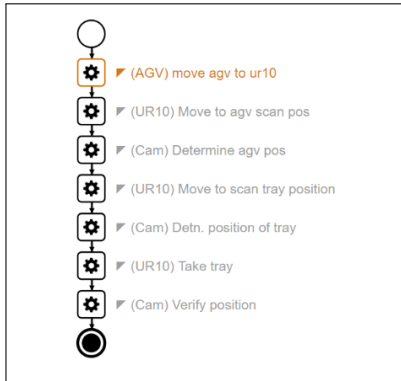 (AGV) move agv to ur10
(UR10) Move to agv scan pos
(Cam) Determine agv pos
(UR10) Move to scan tray position
(Cam) Detn. position of tray
(UR10) Take tray
(Cam) Verify position